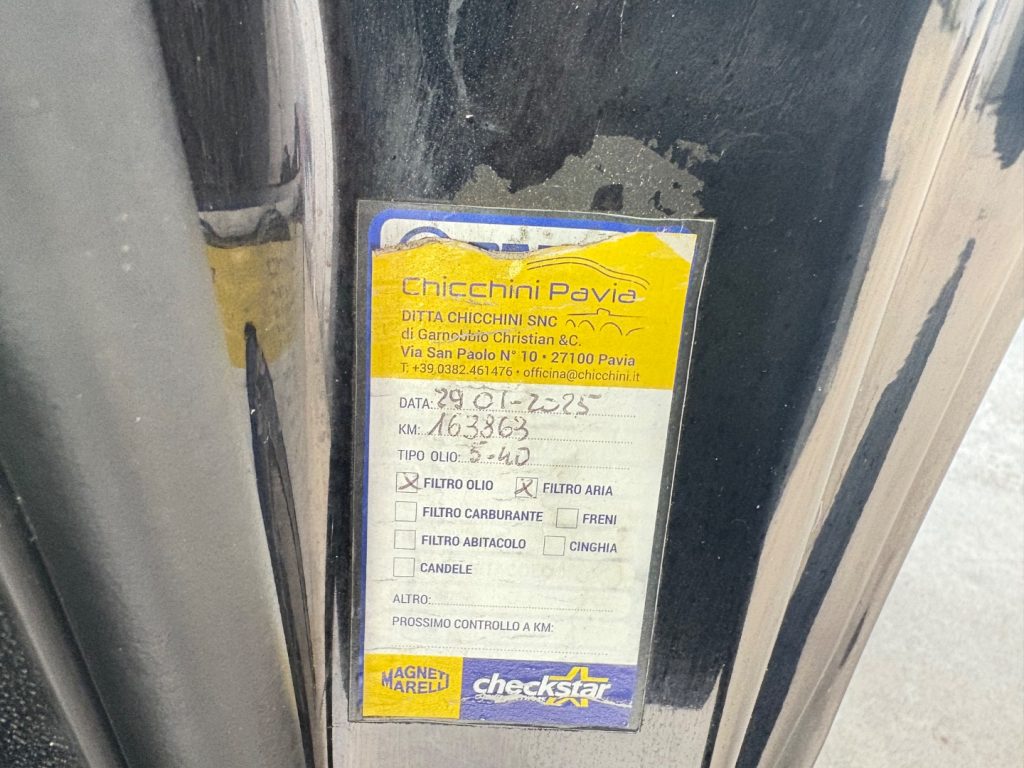 Chicchini Pavia
DITTA CHICCHINI SNC
di Garnobbio Christian &C.
Via San Paolo N° 10 • 27100 Pavia
T: +39.0382.461476 • officina@chicchini.it
DATA: 29 01-2025
KM: 163863
TIPO OLIO: 5-40
FILTRO OLIO FILTRO ARIA
FILTRO CARBURANTE FRENI
FILTRO ABITACOLO CINGHIA
CANDELE
ALTRO:
PROSSIMO CONTROLLO A KM:
MAGNETI MARELLI checkstar